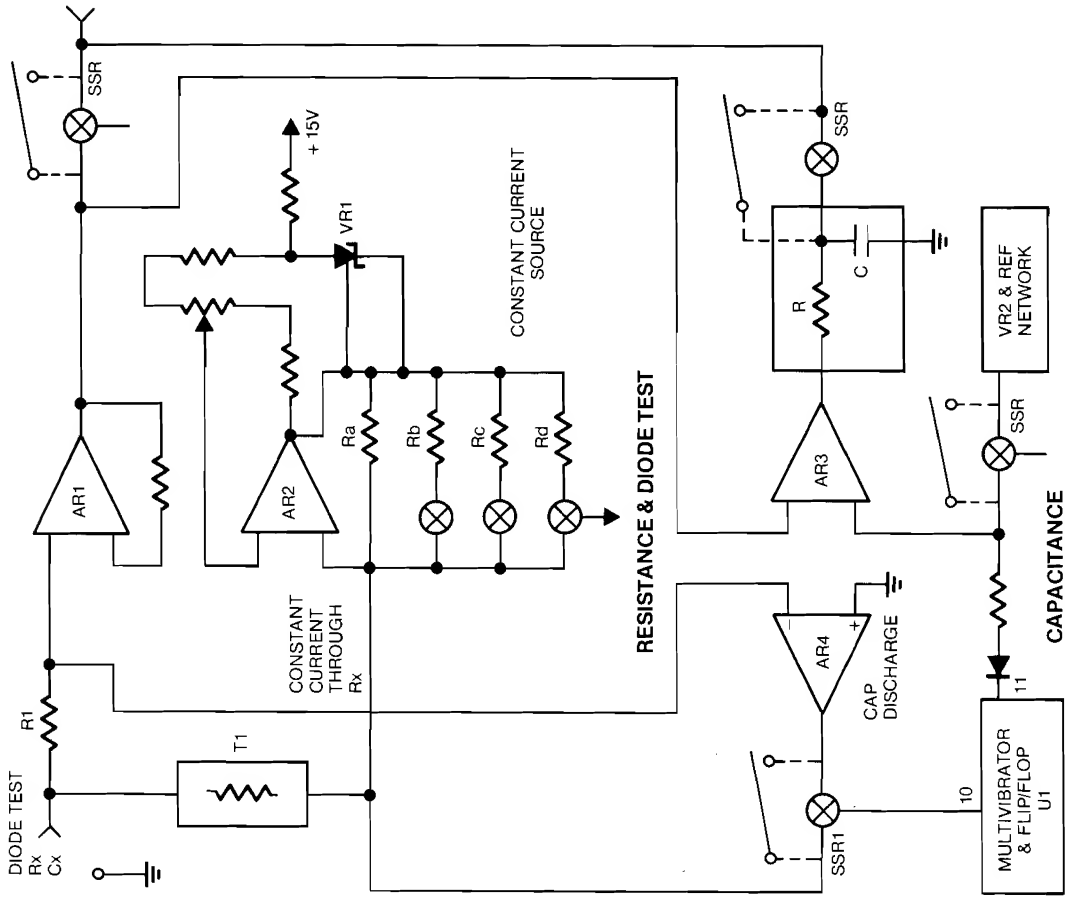 DIODE TEST
Rx
Cx
R1
T1
AR1
SSR
+ 15V
VR1
AR2
Ra
Rb
Rc
Rd
CONSTANT CURRENT
SOURCE
CONSTANT
CURRENT
THROUGH
Rx
RESISTANCE & DIODE TEST
AR4
−
+
CAP
DISCHARGE
SSR1
10
MULTIVIBRATOR
& FLIP/FLOP
U1
11
AR3
R
C
SSR
SSR
VR2 & REF
NETWORK
CAPACITANCE